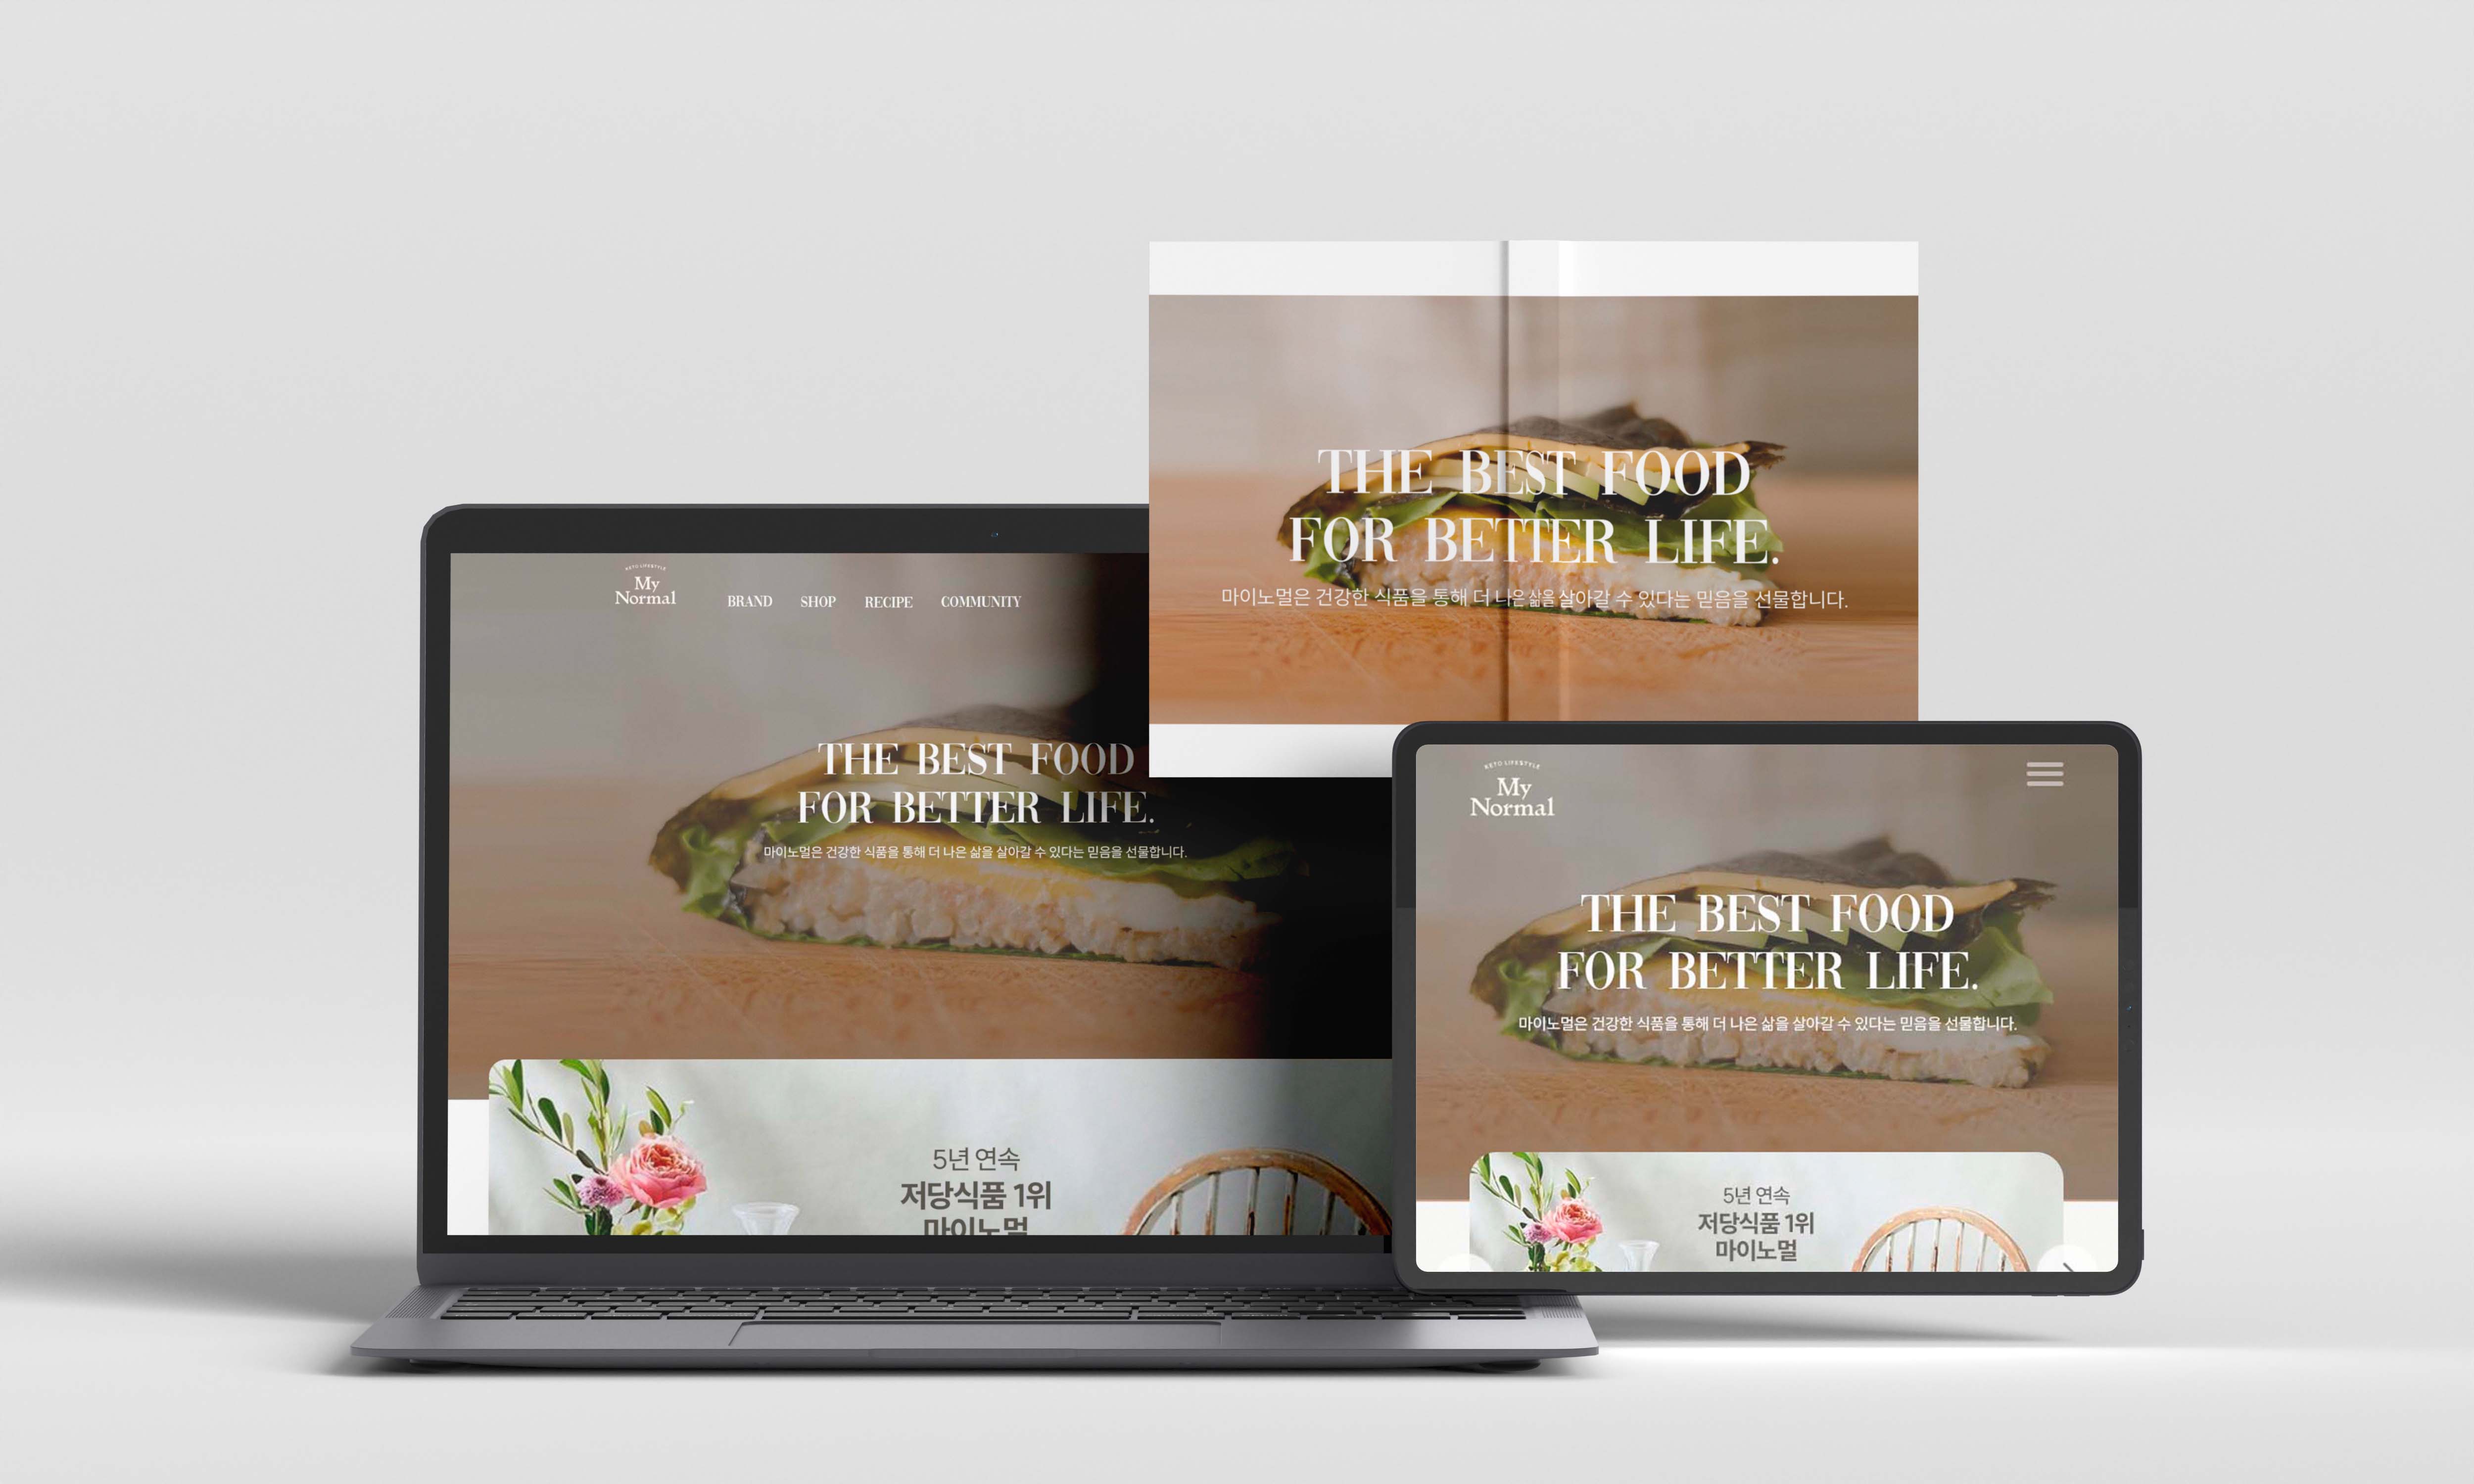 THE BEST FOOD
FOR BETTER LIFE.
마이노멀은 건강한 식품을 통해 더 나은 삶을 살아갈 수 있다는 믿음을 선물합니다.
KETO LIFESTYLE
My
Normal
BRAND SHOP RECIPE COMMUNITY
THE BEST FOOD
FOR BETTER LIFE.
마이노멀은 건강한 식품을 통해 더 나은 삶을 살아갈 수 있다는 믿음을 선물합니다.
5년 연속
저당식품 1위
마이노멀
KETO LIFESTYLE
My
Normal
THE BEST FOOD
FOR BETTER LIFE.
마이노멀은 건강한 식품을 통해 더 나은 삶을 살아갈 수 있다는 믿음을 선물합니다.
5년 연속
저당식품 1위
마이노멀